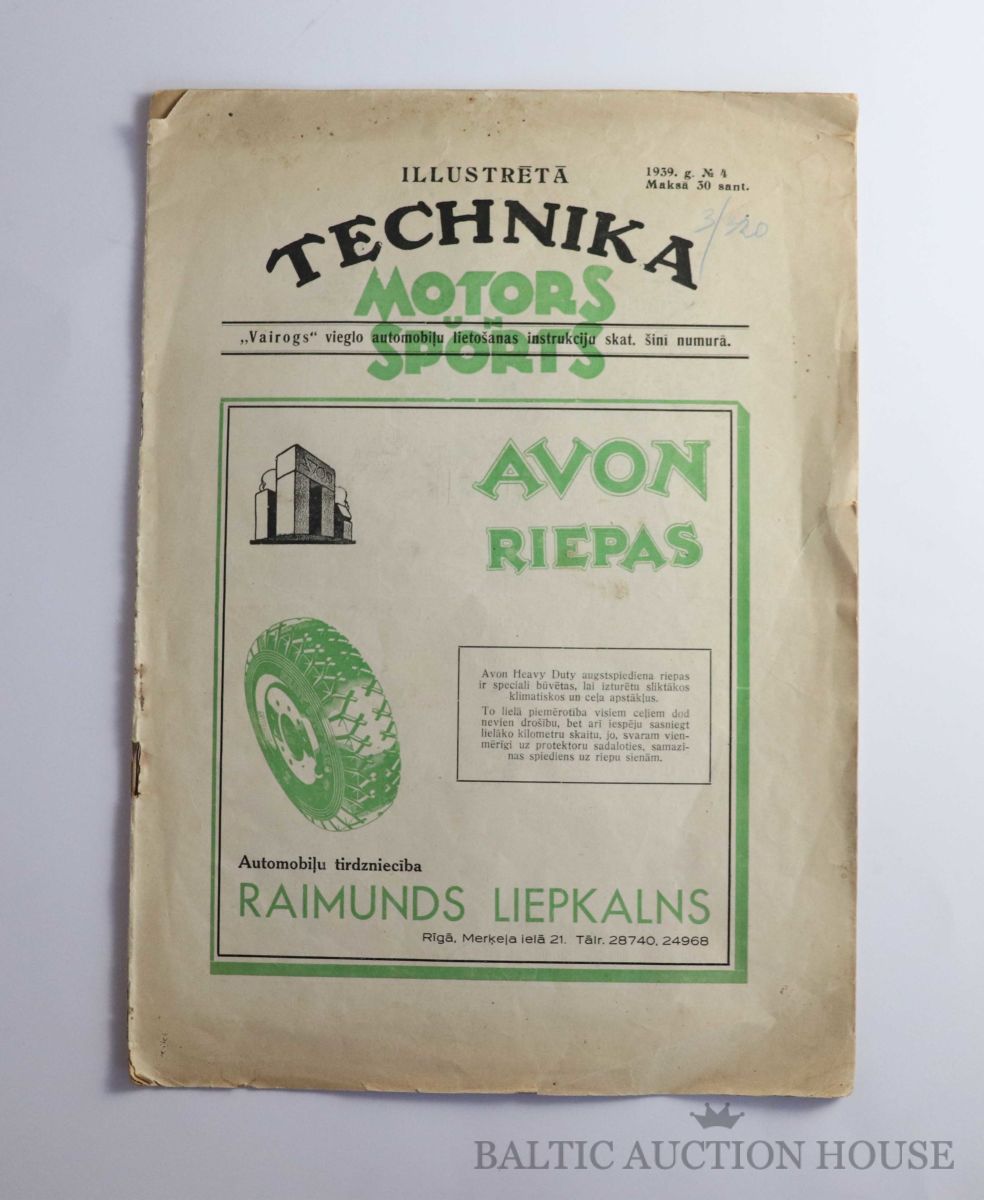 ILLUSTRĒTĀ
1939. g. № 4
Maksā 30 sant.
TECHNIKA
MOTORS
UN
SPORTS
„Vairogs“ vieglo automobiļu lietošanas instrukciju skat. šinī numurā.
AVON
AVON
RIEPAS
Avon Heavy Duty augstspiediena riepas
ir speciali būvētas, lai izturētu sliktākos
klimatiskos un ceļa apstākļus.
To lielā piemērotība visiem ceļiem dod
nevien drošību, bet arī iespēju sasniegt
lielāko kilometru skaitu, jo, svaram vien-
mērīgi uz protektoru sadaloties, samazi-
nas spiediens uz riepu sienām.
Automobiļu tirdzniecība
RAIMUNDS LIEPKALNS
Rīgā, Merķeļa ielā 21. Tālr. 28740, 24968
BALTIC AUCTION HOUSE